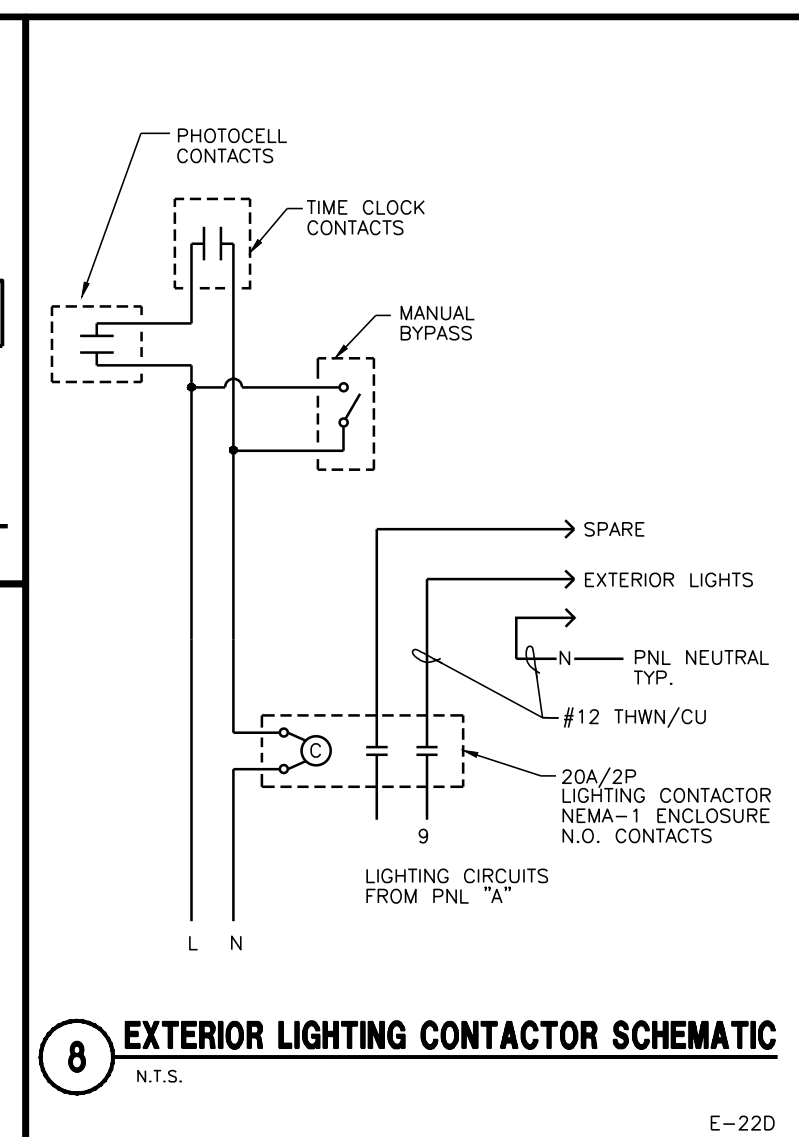 PHOTOCELL
CONTACTS
TIME CLOCK
CONTACTS
MANUAL
BYPASS
SPARE
EXTERIOR LIGHTS
N
PNL NEUTRAL
TYP.
#12 THWN/CU
C
20A/2P
LIGHTING CONTACTOR
NEMA-1 ENCLOSURE
N.O. CONTACTS
9
LIGHTING CIRCUITS
FROM PNL "A"
L N
8 EXTERIOR LIGHTING CONTACTOR SCHEMATIC
N.T.S.
E-22D